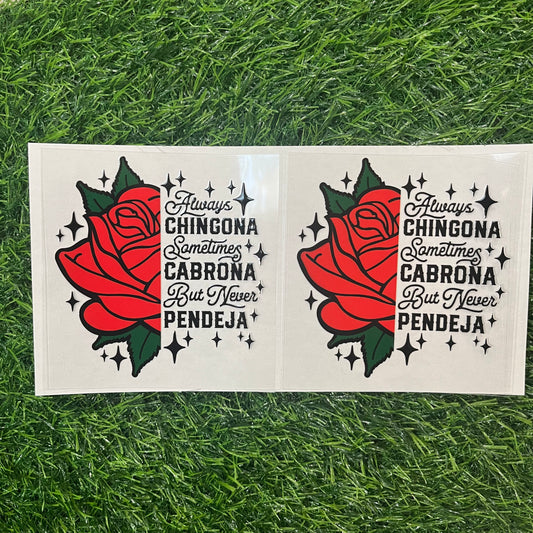 Always
CHINGONA
Sometimes
CABRONA
But Never
PENDEJA
Always
CHINGONA
Sometimes
CABRONA
But Never
PENDEJA